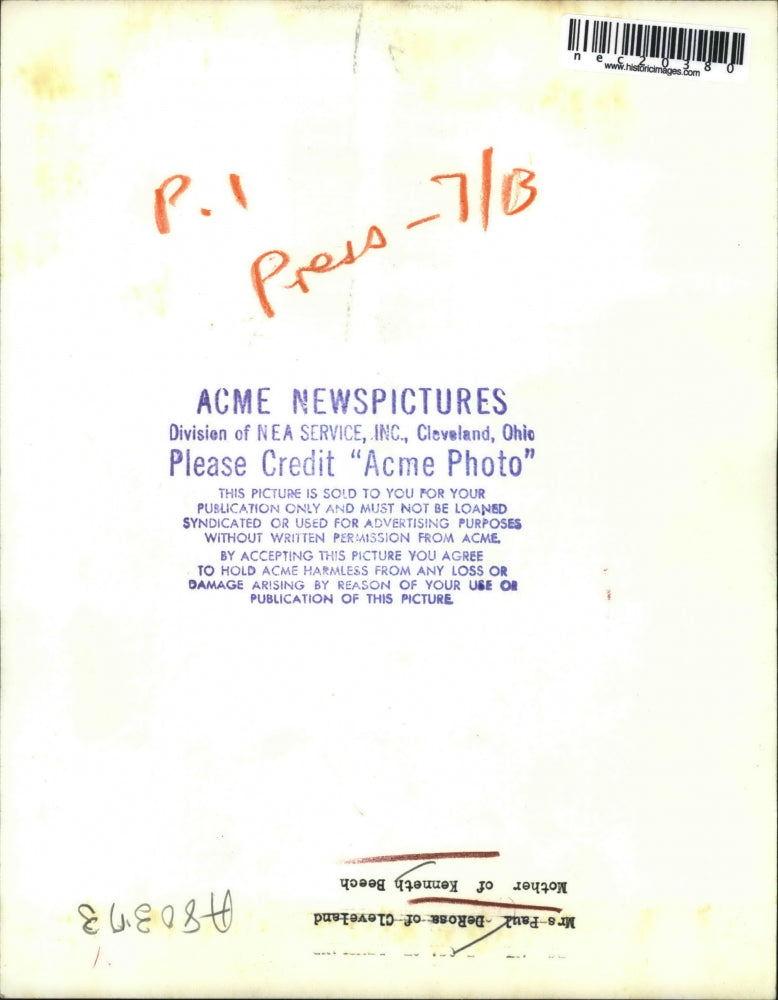 nec20380
www.historicimages.com
P.1
Press - 7/B
ACME NEWSPICTURES
Division of NEA SERVICE, INC., Cleveland, Ohio
Please Credit "Acme Photo"
THIS PICTURE IS SOLD TO YOU FOR YOUR
PUBLICATION ONLY AND MUST NOT BE LOANED
SYNDICATED OR USED FOR ADVERTISING PURPOSES
WITHOUT WRITTEN PERMISSION FROM ACME.
BY ACCEPTING THIS PICTURE YOU AGREE
TO HOLD ACME HARMLESS FROM ANY LOSS OR
DAMAGE ARISING BY REASON OF YOUR USE OR
PUBLICATION OF THIS PICTURE
Mrs Paul DeRosa of Cleveland
Mother of Kenneth Beech